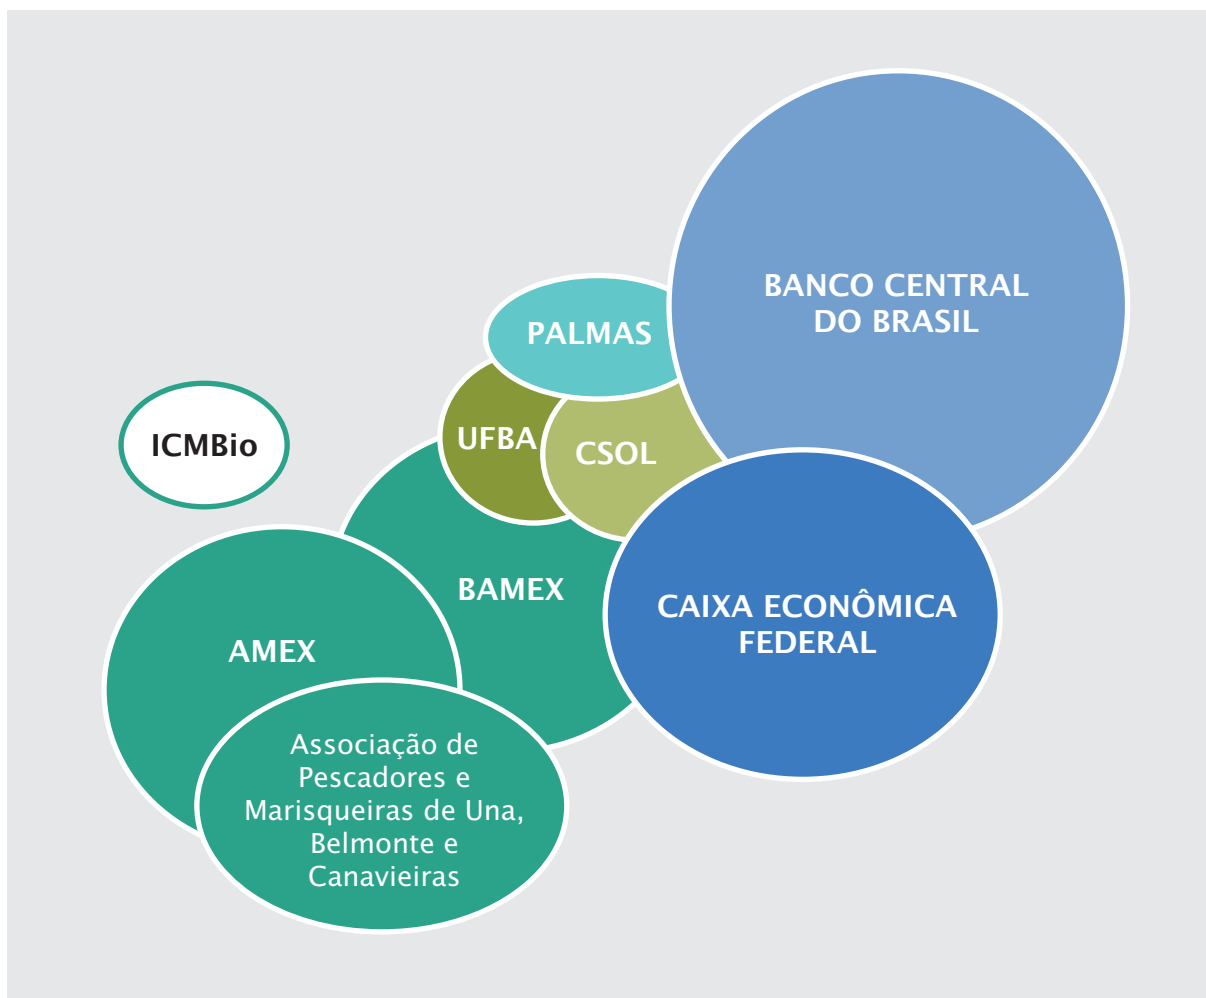 BANCO CENTRAL
DO BRASIL
PALMAS
UFBA
CSOL
ICMBio
BAMEX
CAIXA ECONÔMICA
FEDERAL
AMEX
Associação de
Pescadores e
Marisqueiras de Una,
Belmonte e
Canavieiras